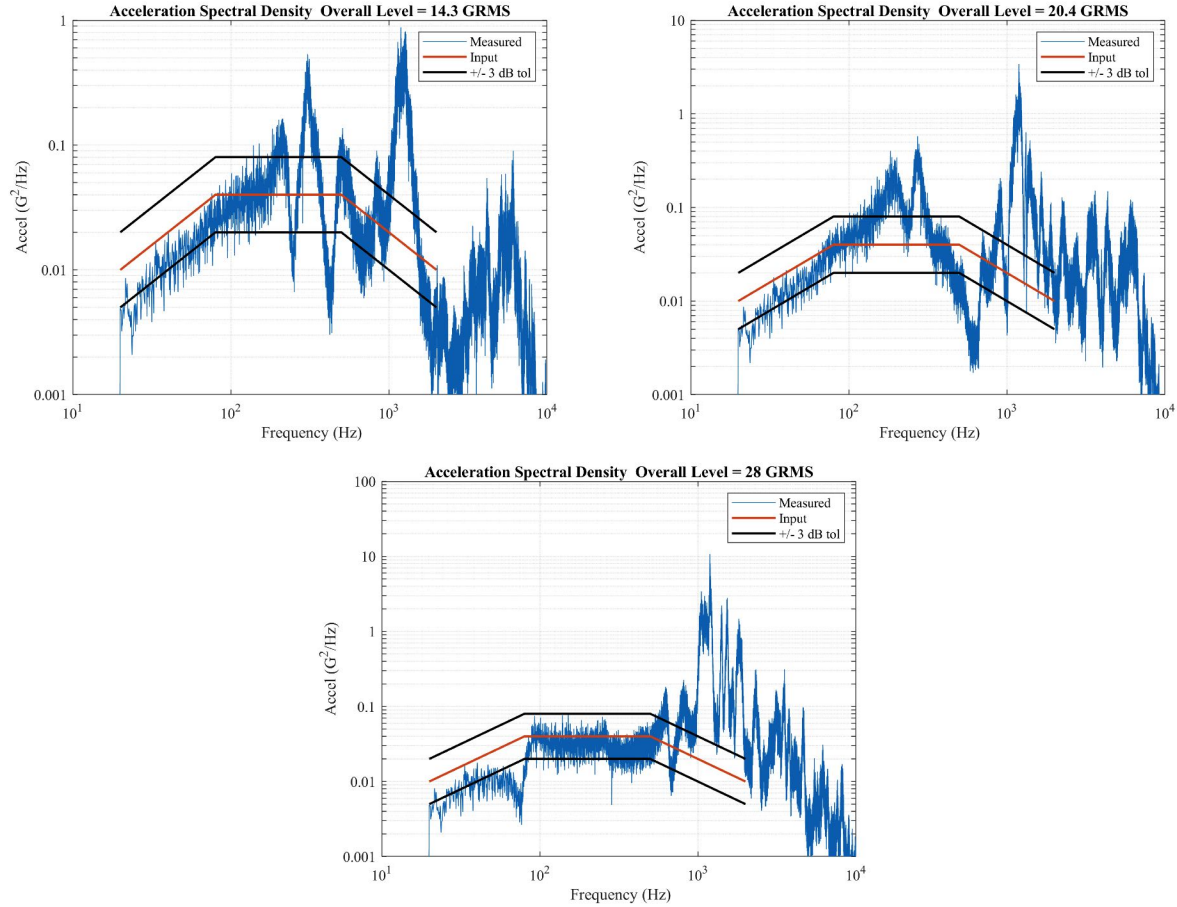 Acceleration Spectral Density  Overall Level = 14.3 GRMS
Measured
Input
+/- 3 dB tol
1
0.1
0.01
0.001
Accel (G²/Hz)
10¹
10²
10³
10⁴
Frequency (Hz)
Acceleration Spectral Density  Overall Level = 20.4 GRMS
Measured
Input
+/- 3 dB tol
10
1
0.1
0.01
0.001
Accel (G²/Hz)
10¹
10²
10³
10⁴
Frequency (Hz)
Acceleration Spectral Density  Overall Level = 28 GRMS
Measured
Input
+/- 3 dB tol
100
10
1
0.1
0.01
0.001
Accel (G²/Hz)
10¹
10²
10³
10⁴
Frequency (Hz)